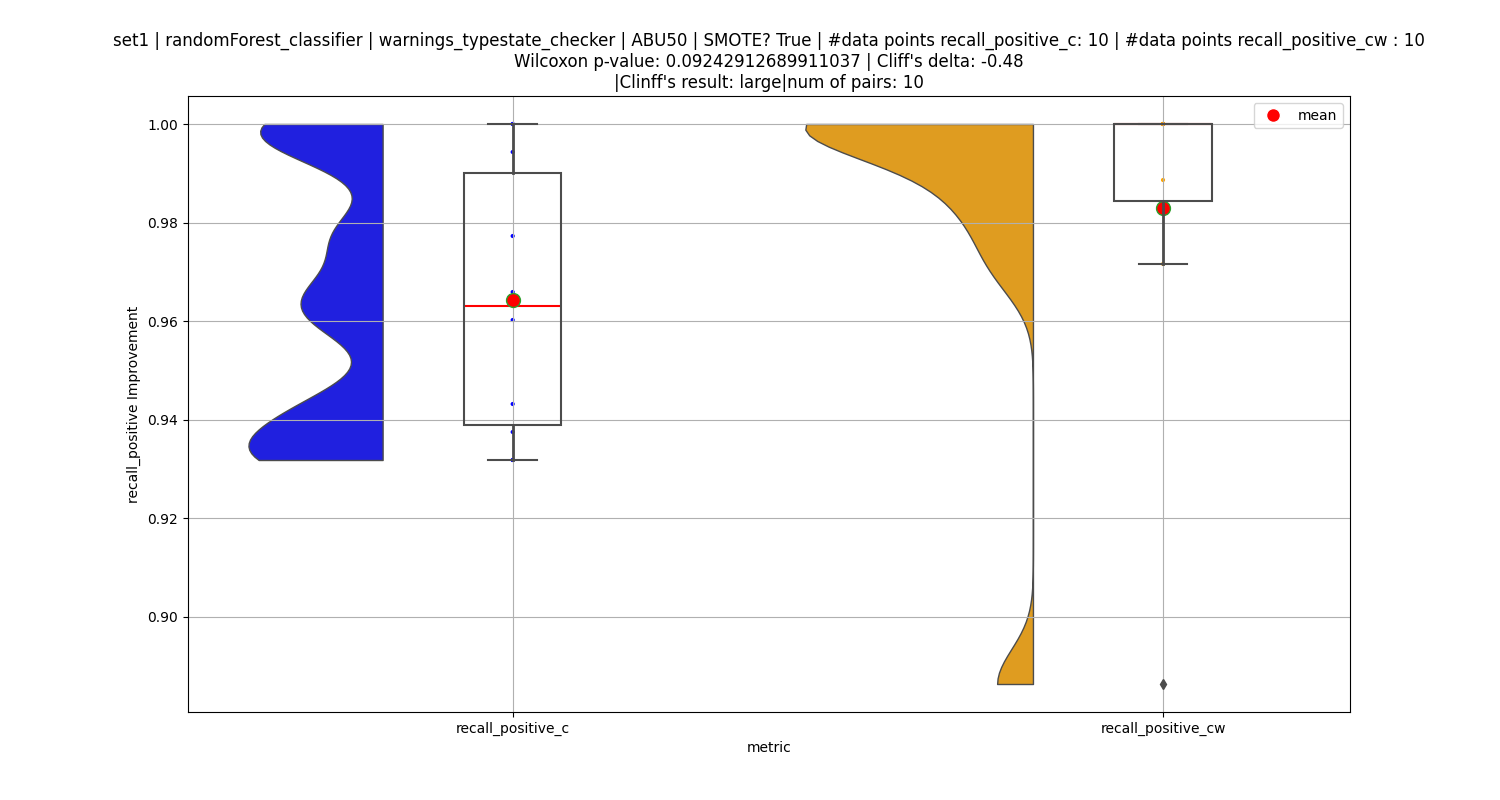 set1 | randomForest_classifier | warnings_typestate_checker | ABU50 | SMOTE? True | #data points recall_positive_c: 10 | #data points recall_positive_cw : 10
Wilcoxon p-value: 0.09242912689911037 | Cliff's delta: -0.48
|Clinff's result: large|num of pairs: 10
mean
1.00
0.98
0.96
0.94
0.92
0.90
recall_positive Improvement
recall_positive_c
recall_positive_cw
metric